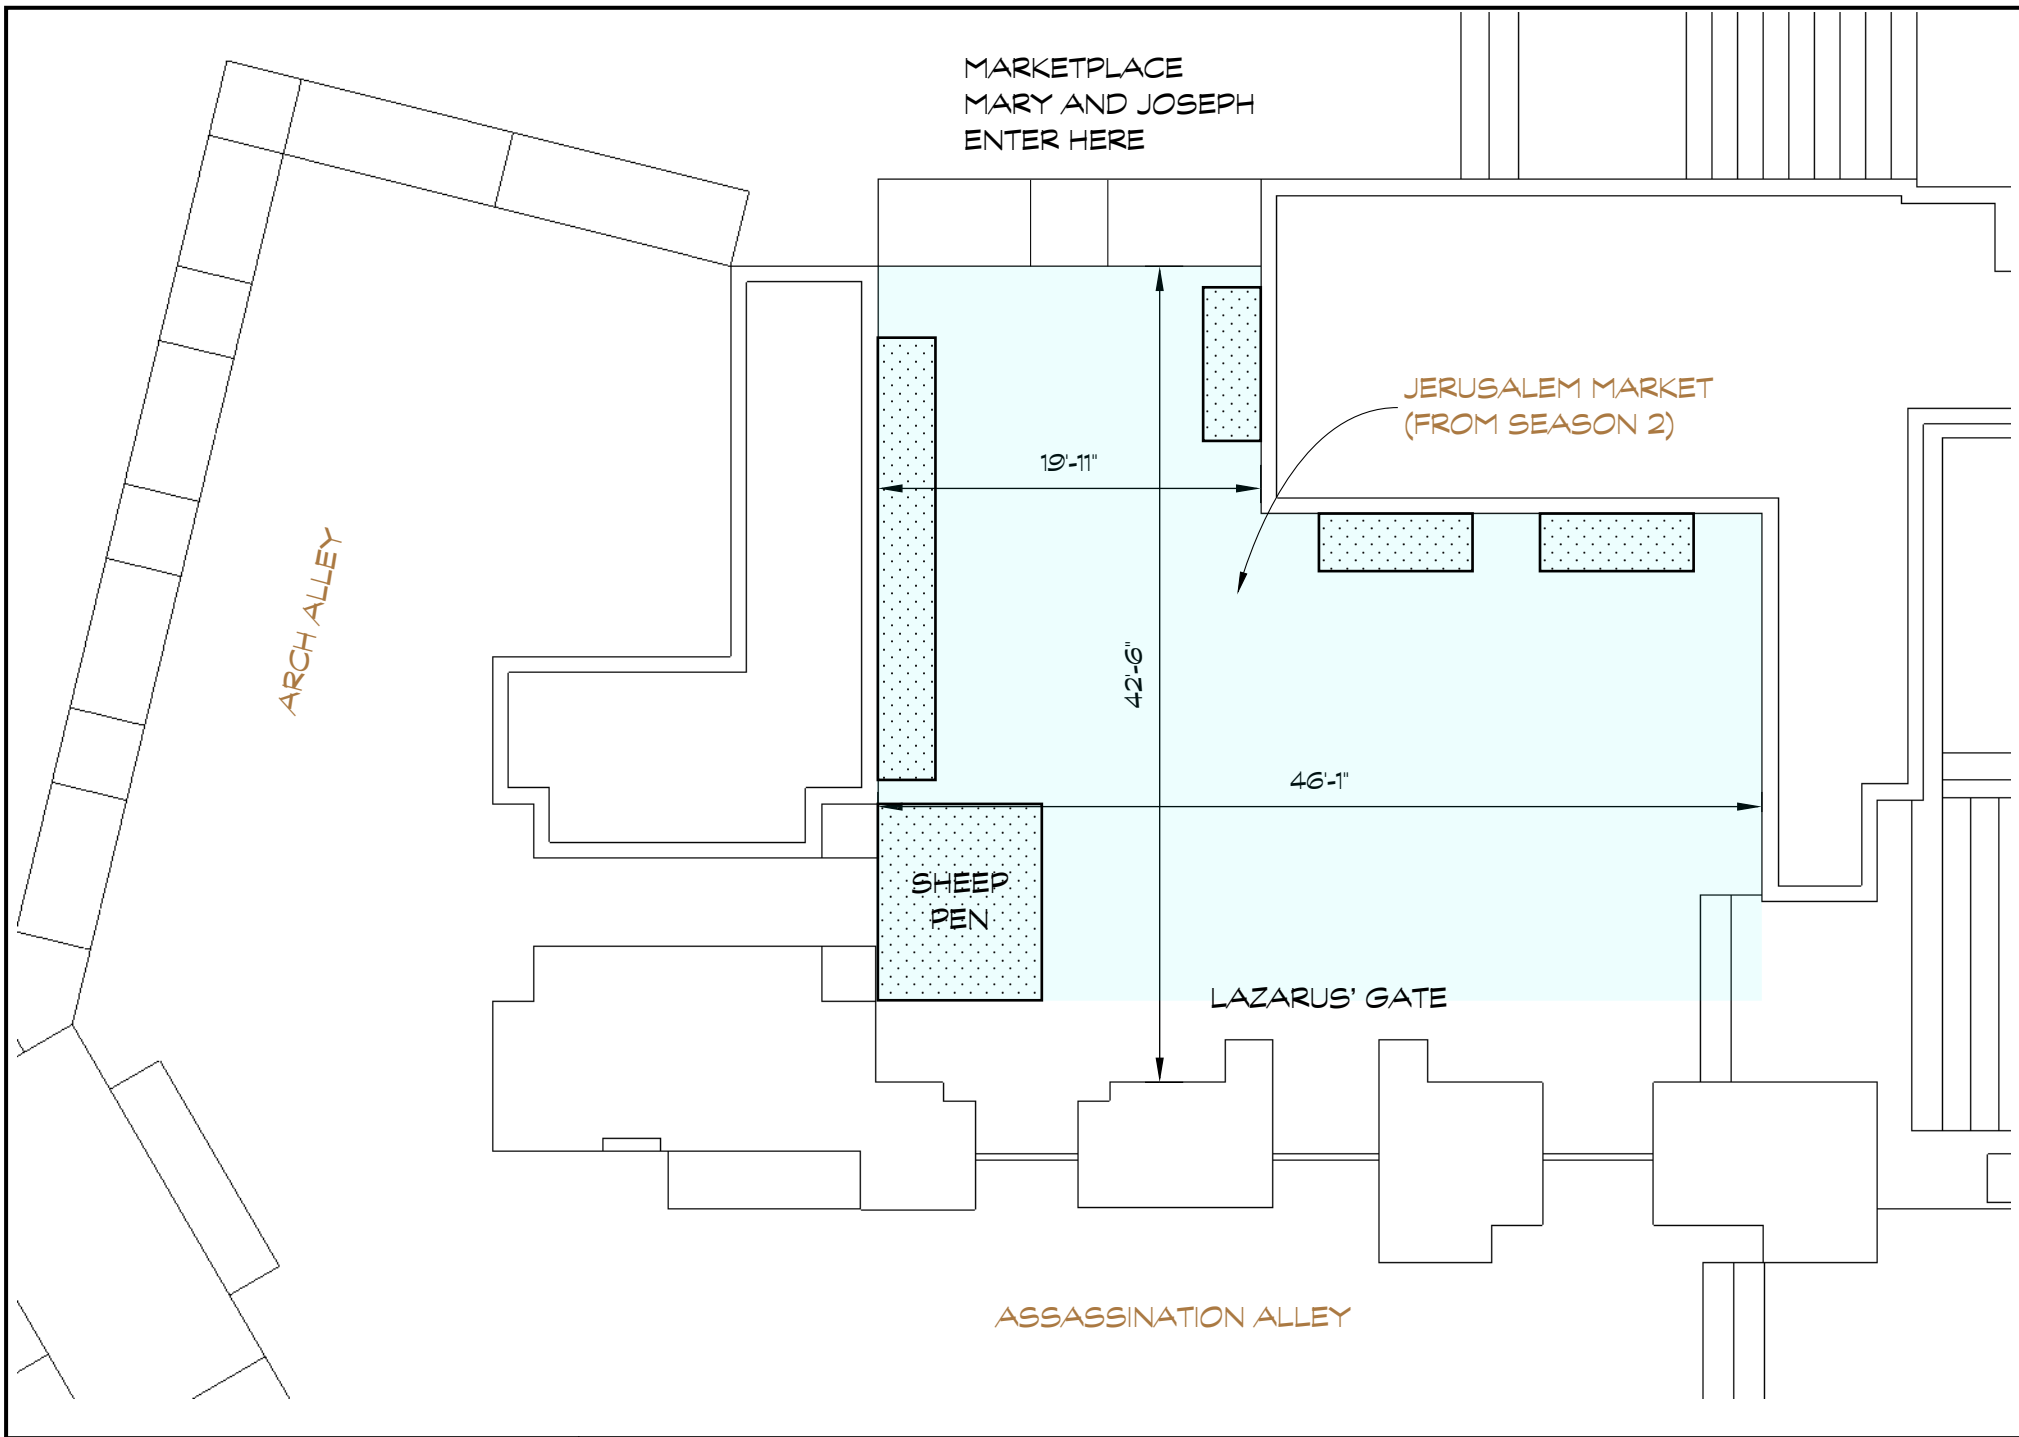 MARKETPLACE
MARY AND JOSEPH
ENTER HERE
JERUSALEM MARKET
(FROM SEASON 2)
19'-11"
ARCH ALLEY
42'-6"
46'-1"
SHEEP
PEN
LAZARUS' GATE
ASSASSINATION ALLEY